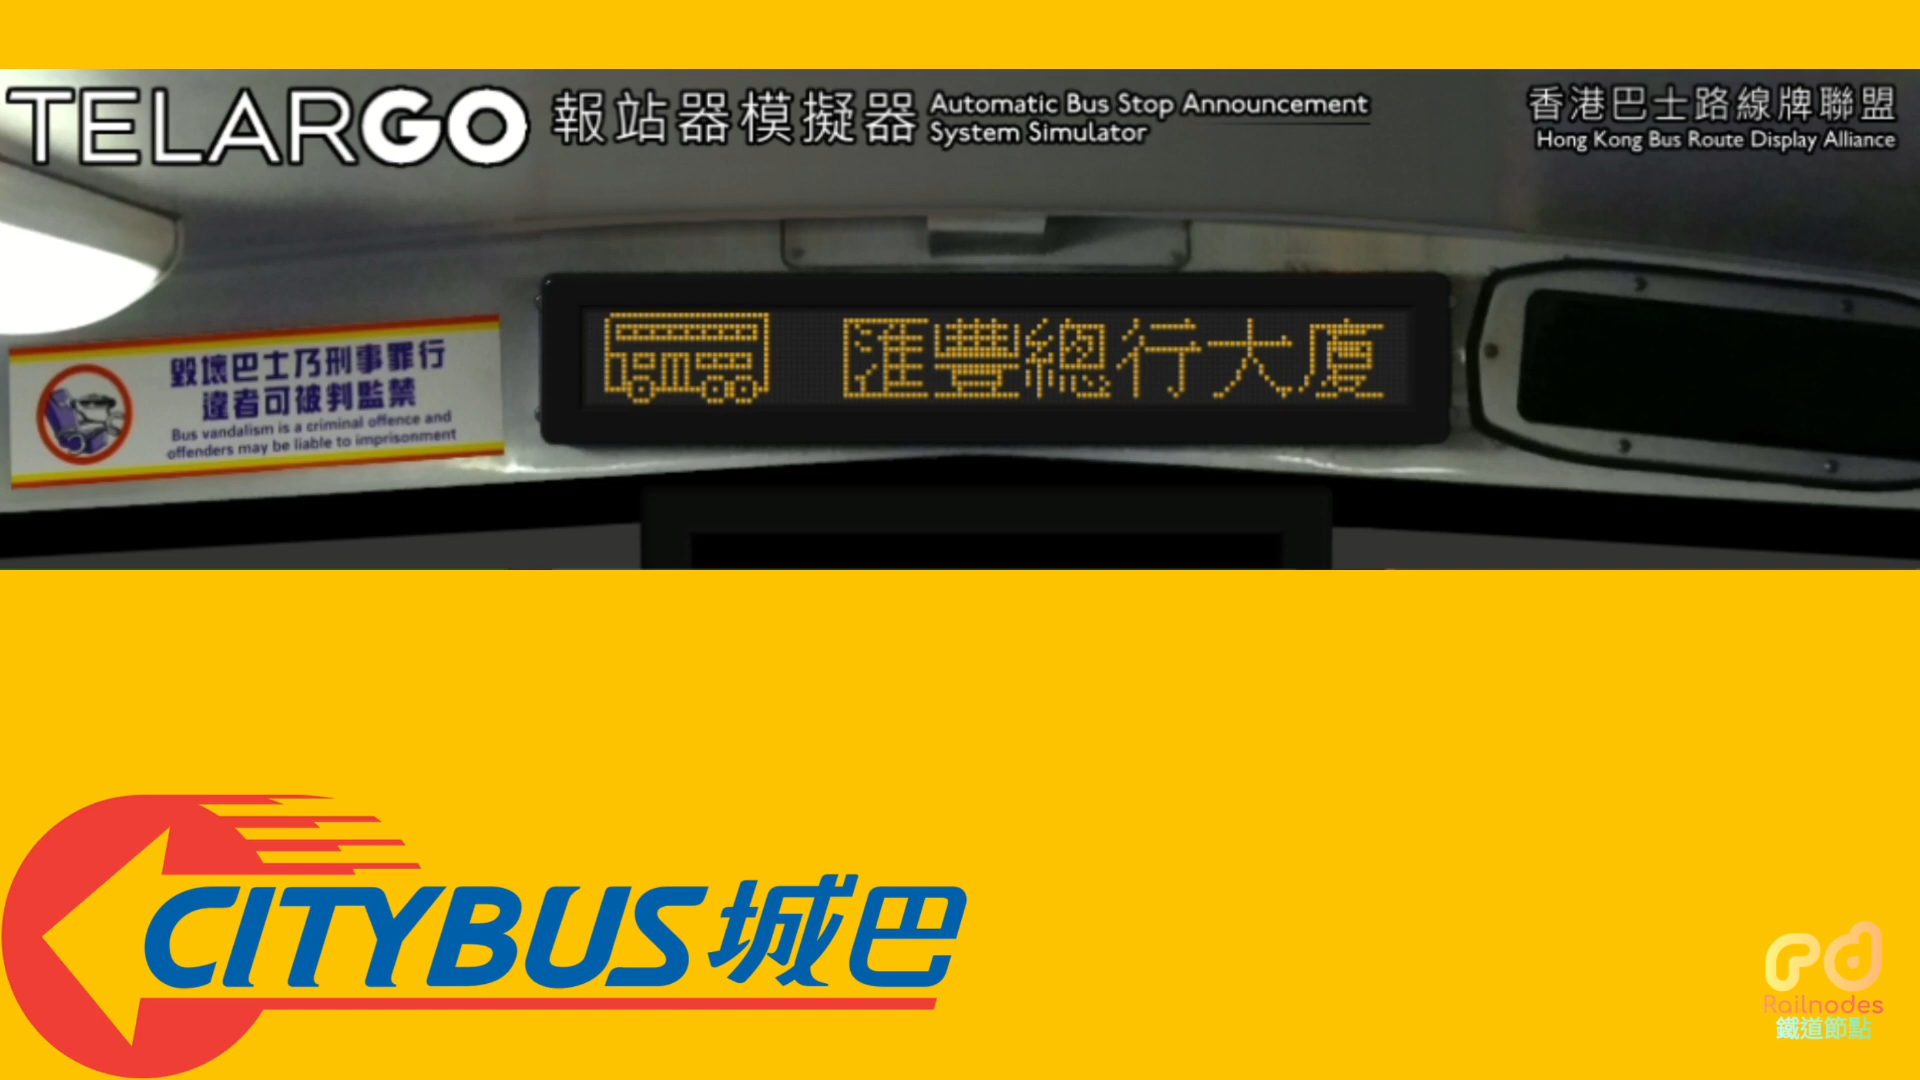 TELARGO
報站器模擬器
Automatic Bus Stop Announcement
System Simulator
香港巴士路線牌聯盟
Hong Kong Bus Route Display Alliance
匯豐總行大廈
毀壞巴士乃刑事罪行
違者可被判監禁
Bus vandalism is a criminal offence and
offenders may be liable to imprisonment
CITYBUS城巴
rd
Railnodes
鐵道節點